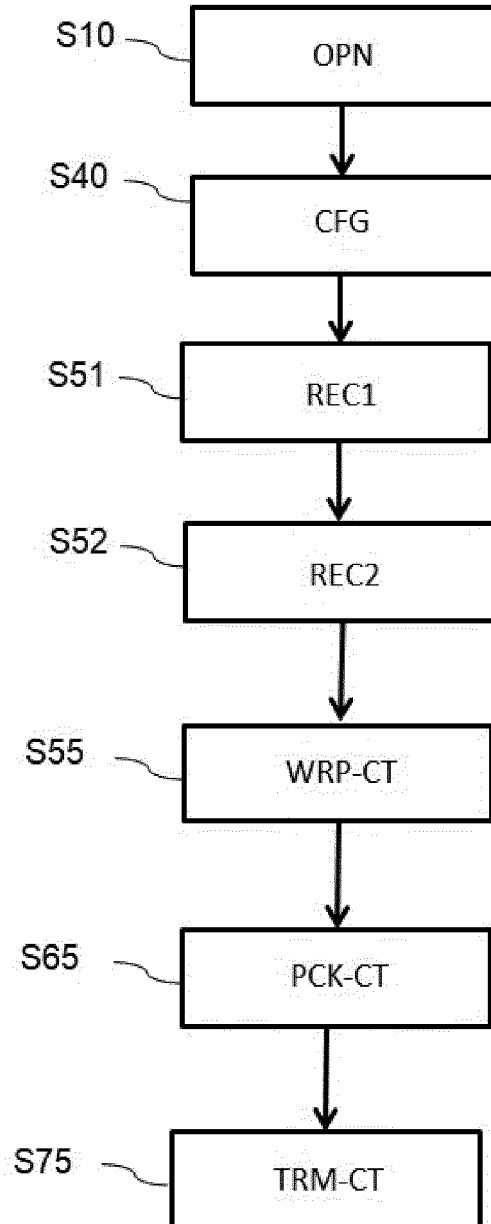 S10
OPN
S40
CFG
S51
REC1
S52
REC2
S55
WRP-CT
S65
PCK-CT
S75
TRM-CT